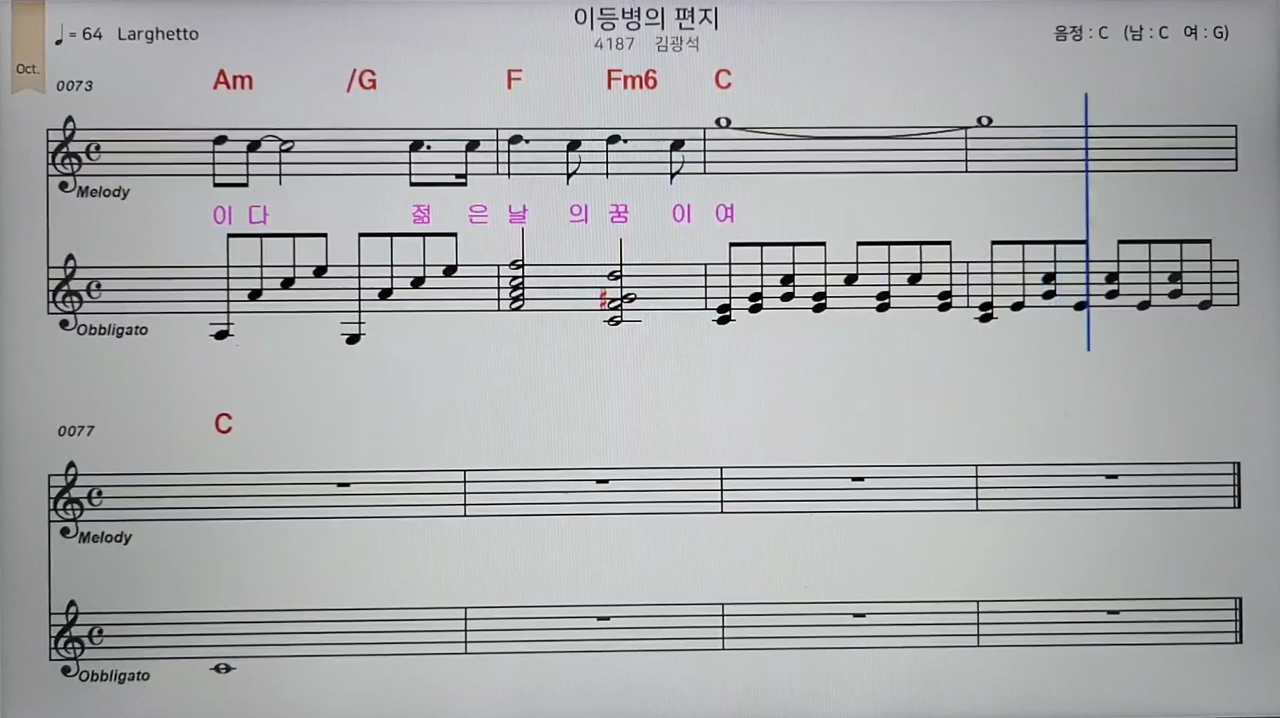 이등병의 편지
♩= 64 Larghetto
4187 김광석
음정 : C (남 : C 여 : G)
Oct.
0073
Am /G F Fm6 C
Melody
이 다 젊 은 날 의 꿈 이 여
Obbligato
0077
C
Melody
Obbligato